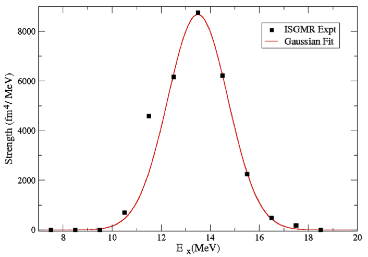 8000
6000
4000
2000
0
Strength (fm⁴/ MeV)
ISGMR Expt
Gaussian Fit
8 10 12 14 16 18 20
E x (MeV)